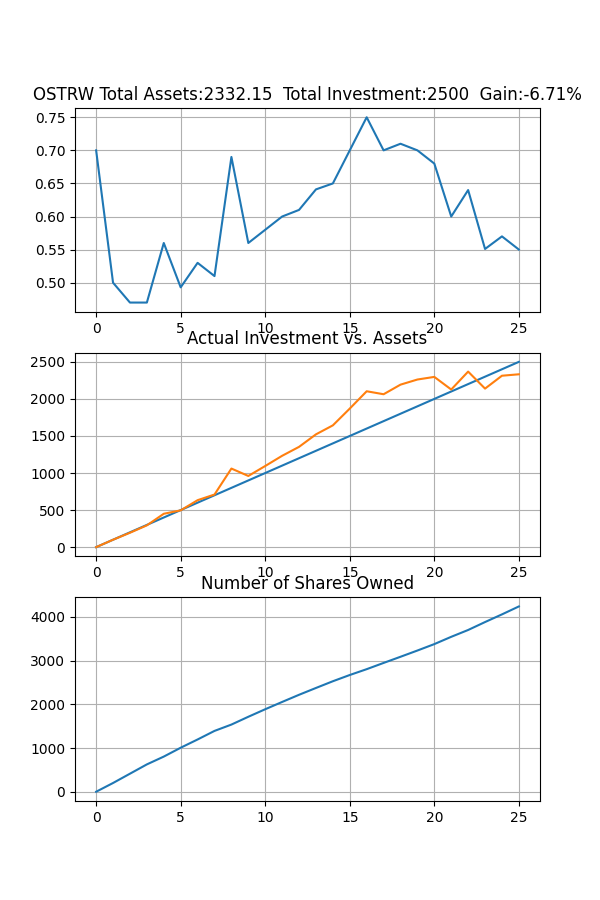 OSTRW Total Assets:2332.15  Total Investment:2500  Gain:-6.71%
0.75
0.70
0.65
0.60
0.55
0.50
0 5 10 15 20 25
Actual Investment vs. Assets
2500
2000
1500
1000
500
0
0 5 10 15 20 25
Number of Shares Owned
4000
3000
2000
1000
0
0 5 10 15 20 25